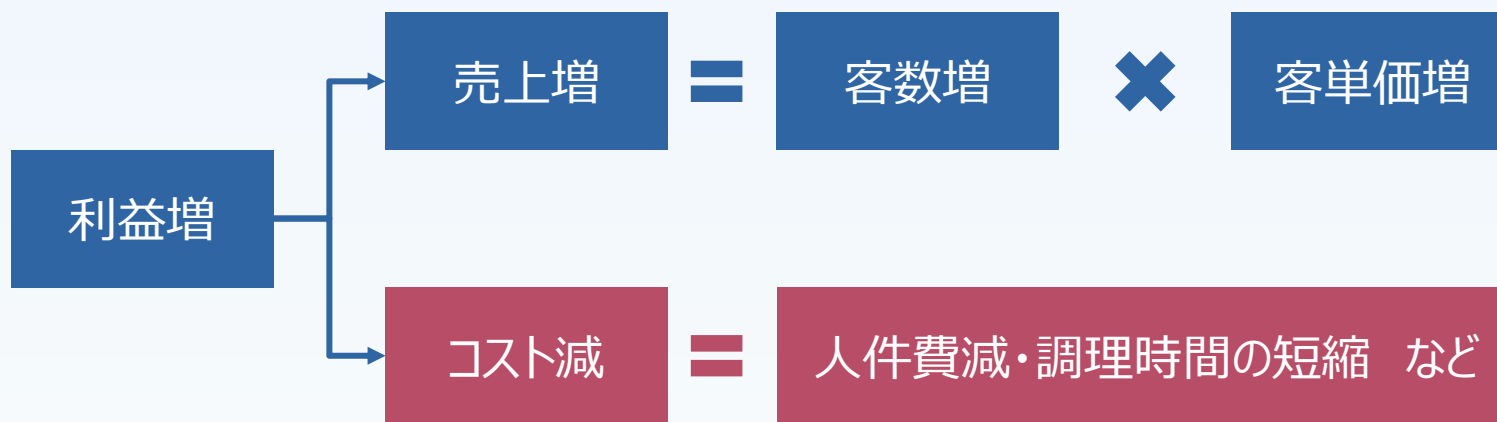 売上増 = 客数増 × 客単価増
利益増
コスト減 = 人件費減・調理時間の短縮　など